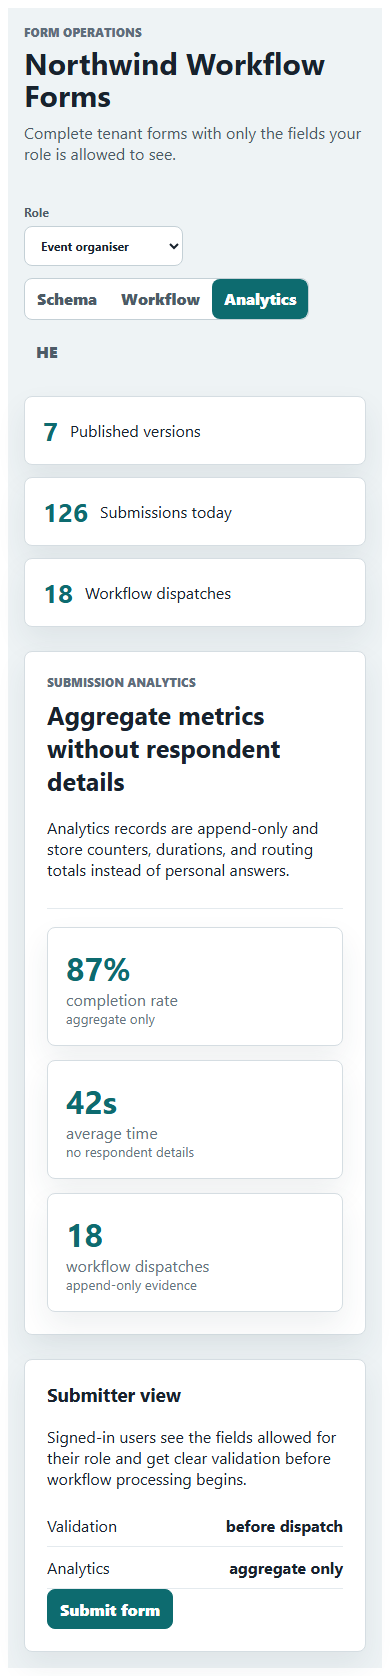 FORM OPERATIONS
Northwind Workflow
Forms
Complete tenant forms with only the fields your
role is allowed to see.
Role
Event organiser
Schema Workflow Analytics
HE
7 Published versions
126 Submissions today
18 Workflow dispatches
SUBMISSION ANALYTICS
Aggregate metrics
without respondent
details
Analytics records are append-only and
store counters, durations, and routing
totals instead of personal answers.
87%
completion rate
aggregate only
42s
average time
no respondent details
18
workflow dispatches
append-only evidence
Submitter view
Signed-in users see the fields allowed for
their role and get clear validation before
workflow processing begins.
Validation before dispatch
Analytics aggregate only
Submit form